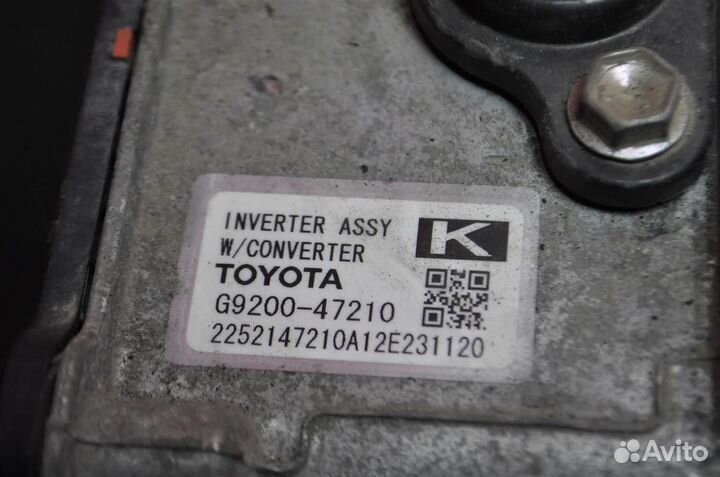 INVERTER ASSY
W/CONVERTER
K
TOYOTA
G9200-47210
2252147210A12E231120
Avito